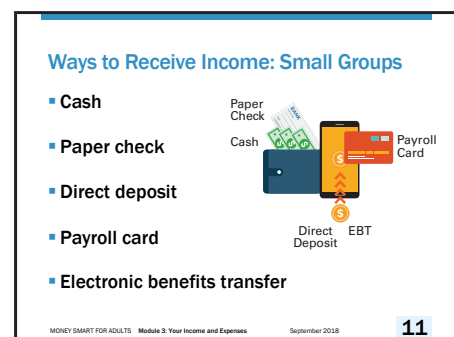 Ways to Receive Income: Small Groups
▪ Cash
▪ Paper check
▪ Direct deposit
▪ Payroll card
▪ Electronic benefits transfer
Paper
Check
BANK
Cash
Payroll
Card
$
$
Direct
Deposit
EBT
MONEY SMART FOR ADULTS Module 3: Your Income and Expenses September 2018 11